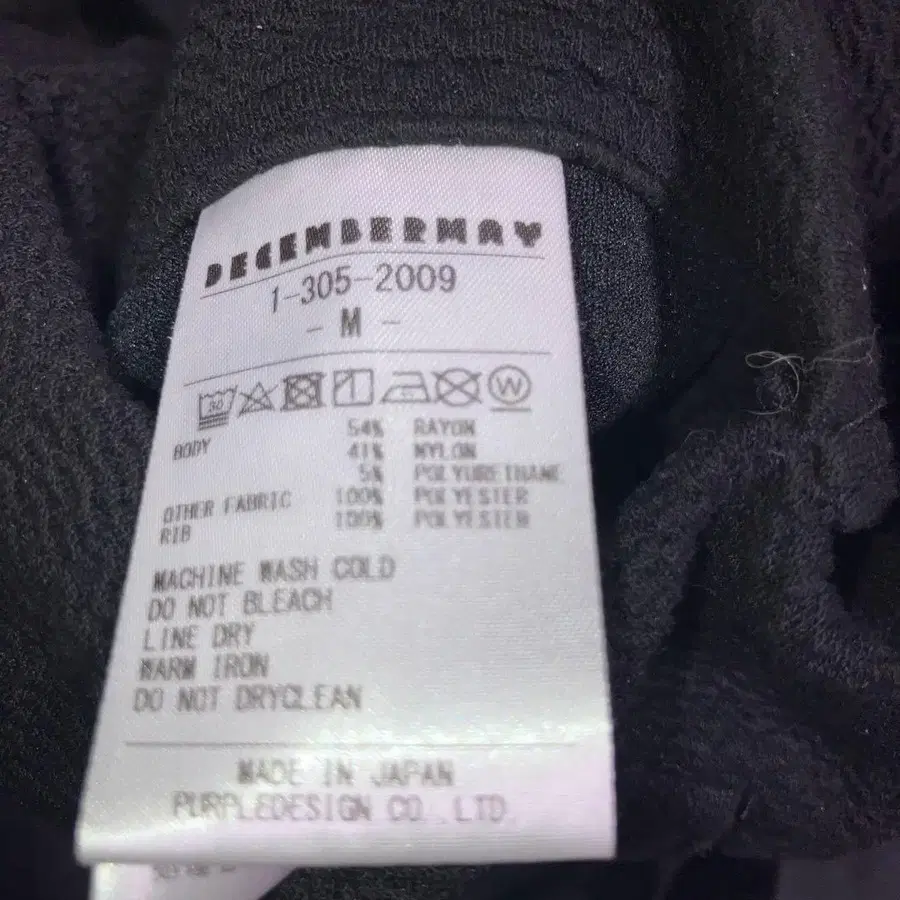 DECEMBERMAY
1-305-2009
- M -
30 W
BODY 54% RAYON
41% NYLON
5% POLYURETHANE
OTHER FABRIC 100% POLYESTER
RIB 100% POLYESTER
MACHINE WASH COLD
DO NOT BLEACH
LINE DRY
WARM IRON
DO NOT DRYCLEAN
MADE IN JAPAN
PURPLEDESIGN CO.,LTD.